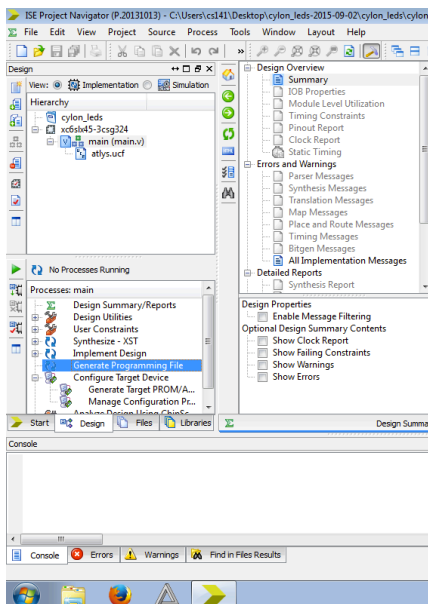 ISE Project Navigator (P.20131013) - C:\Users\cs141\Desktop\cylon_leds-2015-09-02\cylon_leds\cylon
File Edit View Project Source Process Tools Window Layout Help
Design
View: Implementation Simulation
Hierarchy
cylon_leds
xc6slx45-3csg324
main (main.v)
atlys.ucf
No Processes Running
Processes: main
Design Summary/Reports
Design Utilities
User Constraints
Synthesize - XST
Implement Design
Generate Programming File
Configure Target Device
Generate Target PROM/A...
Manage Configuration Pr...
Analyze Design Using ChipSc...
Start Design Files Libraries
Design Overview
Summary
IOB Properties
Module Level Utilization
Timing Constraints
Pinout Report
Clock Report
Static Timing
Errors and Warnings
Parser Messages
Synthesis Messages
Translation Messages
Map Messages
Place and Route Messages
Timing Messages
Bitgen Messages
All Implementation Messages
Detailed Reports
Synthesis Report
Design Properties
Enable Message Filtering
Optional Design Summary Contents
Show Clock Report
Show Failing Constraints
Show Warnings
Show Errors
Design Summa
Console
Console Errors Warnings Find in Files Results